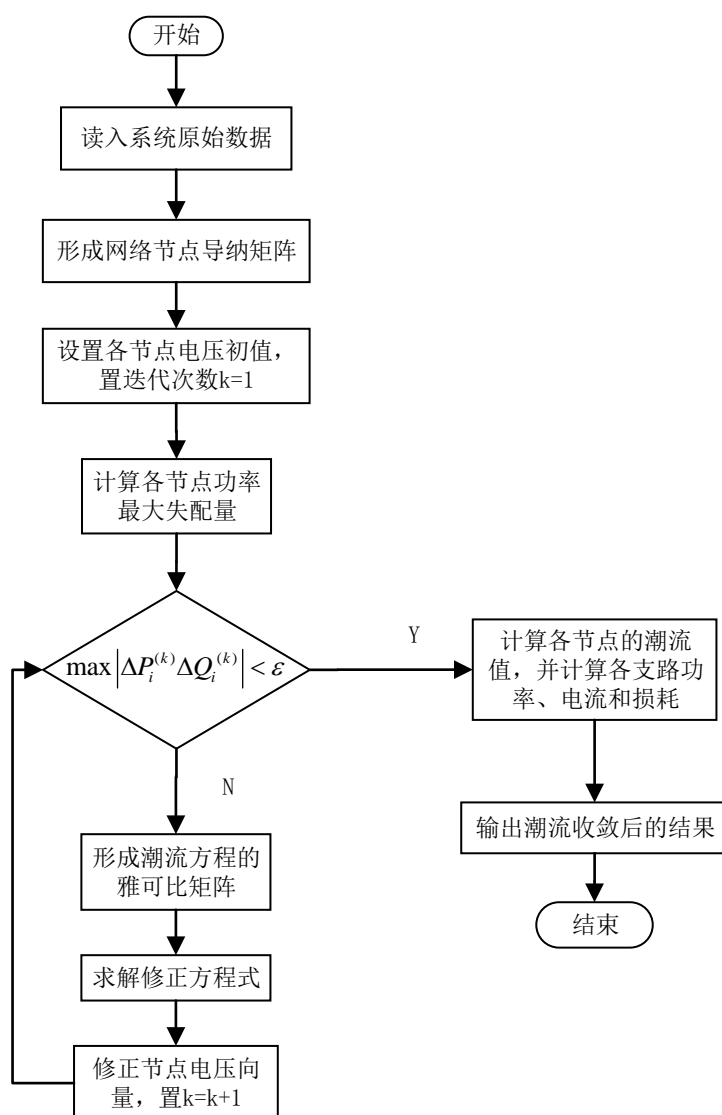 开始
读入系统原始数据
形成网络节点导纳矩阵
设置各节点电压初值，
置迭代次数k=1
计算各节点功率
最大失配量
max|ΔP_i^(k)ΔQ_i^(k)|<ε
Y
计算各节点的潮流
值，并计算各支路功
率、电流和损耗
N
输出潮流收敛后的结果
形成潮流方程的
雅可比矩阵
结束
求解修正方程式
修正节点电压向
量，置k=k+1